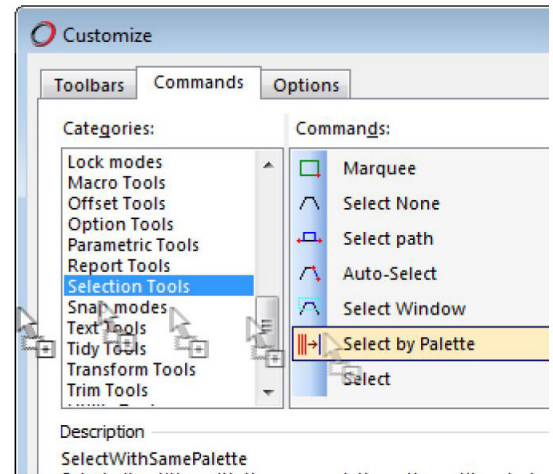 Customize
Toolbars
Commands
Options
Categories:
Commands:
Lock modes
Macro Tools
Offset Tools
Option Tools
Parametric Tools
Report Tools
Selection Tools
Snap modes
Text Tools
Tidy Tools
Transform Tools
Trim Tools
Marquee
Select None
Select path
Auto-Select
Select Window
Select by Palette
Select
Description
SelectWithSamePalette